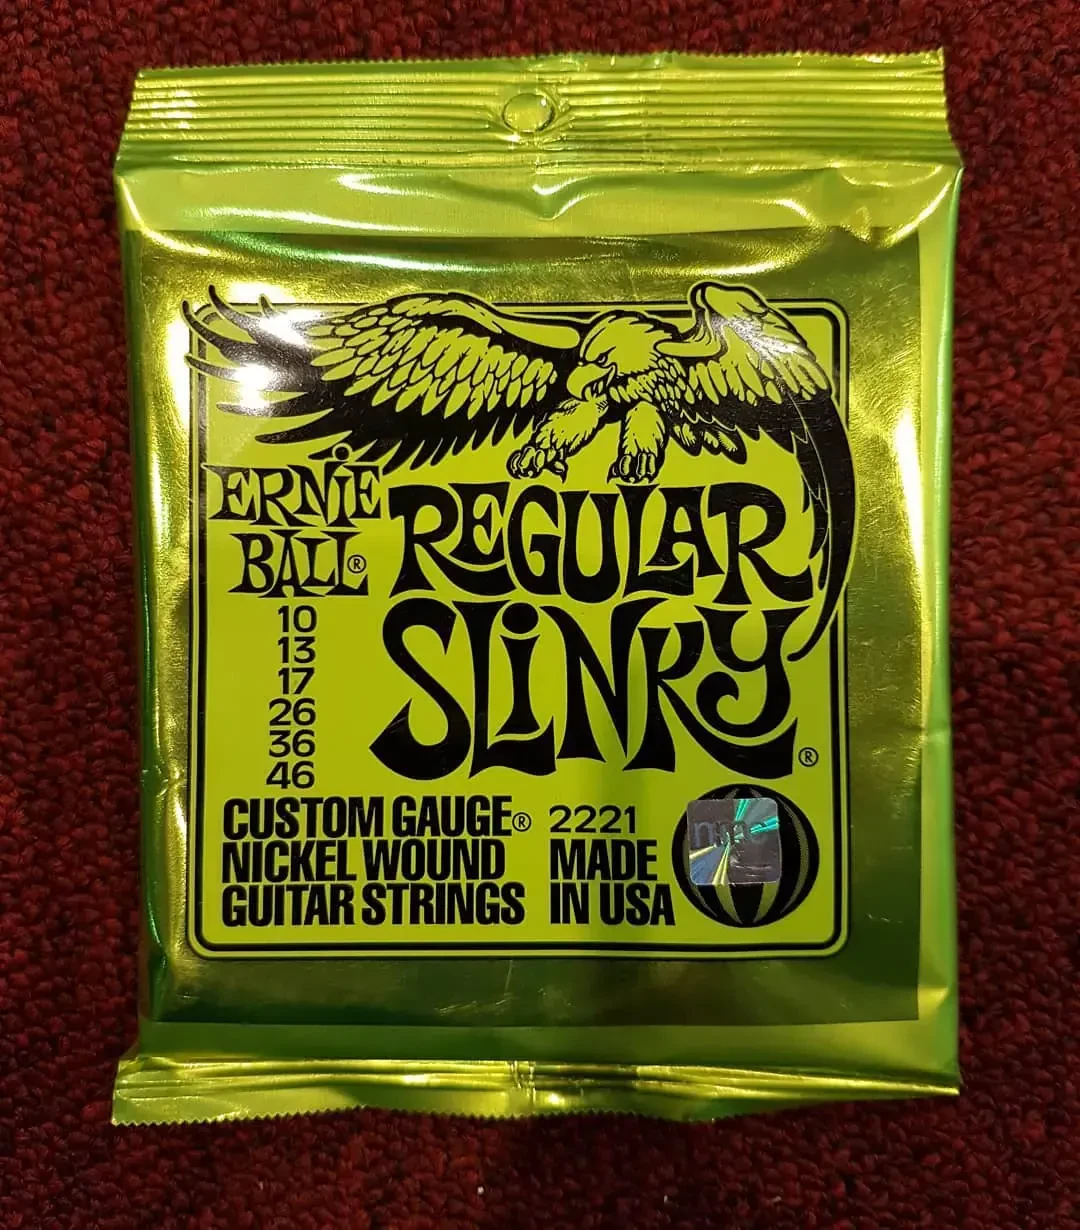 ERNiE
BALL®
REGULAR
SLiNKY®
10
13
17
26
36
46
CUSTOM GAUGE®
NICKEL WOUND
GUITAR STRINGS
2221
MADE
IN USA